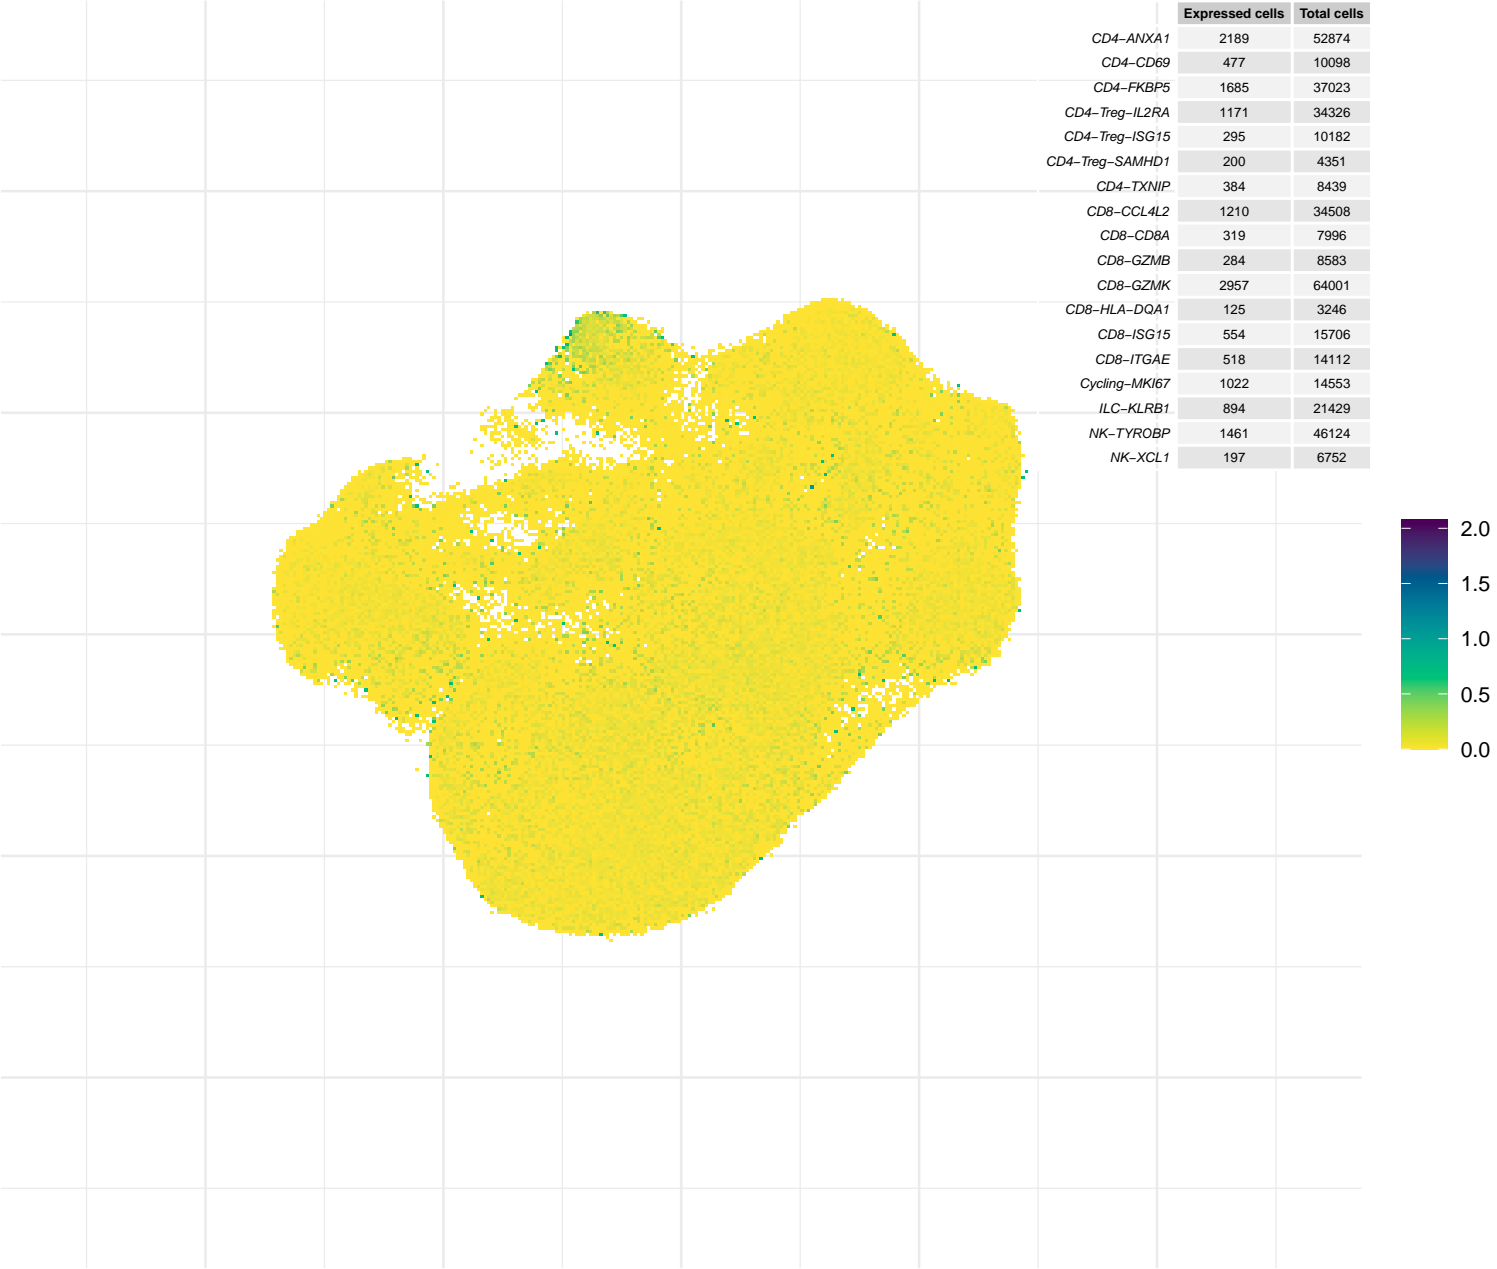 Expressed cells Total cells
CD4−ANXA1 2189 52874
CD4−CD69 477 10098
CD4−FKBP5 1685 37023
CD4−Treg−IL2RA 1171 34326
CD4−Treg−ISG15 295 10182
CD4−Treg−SAMHD1 200 4351
CD4−TXNIP 384 8439
CD8−CCL4L2 1210 34508
CD8−CD8A 319 7996
CD8−GZMB 284 8583
CD8−GZMK 2957 64001
CD8−HLA−DQA1 125 3246
CD8−ISG15 554 15706
CD8−ITGAE 518 14112
Cycling−MKI67 1022 14553
ILC−KLRB1 894 21429
NK−TYROBP 1461 46124
NK−XCL1 197 6752
2.0
1.5
1.0
0.5
0.0